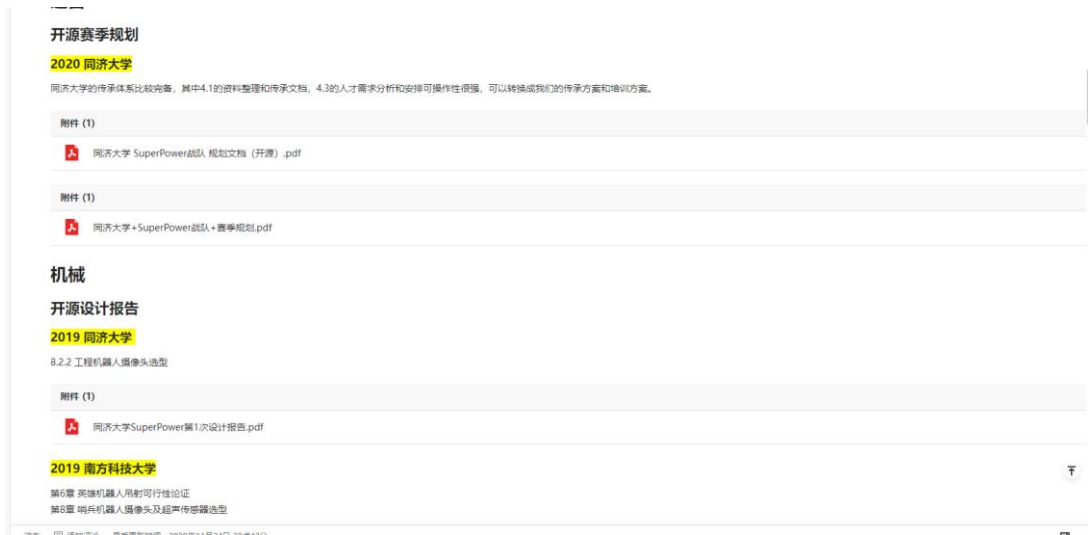 开源赛季规划
2020 同济大学
同济大学的传承体系比较完备，其中4.1的资料整理和传承文档，4.3的人才需求分析和安排可操作性很强，可以转换成我们的传承方案和培训方案。
附件 (1)
同济大学 SuperPower战队 规划文档（开源）.pdf
附件 (1)
同济大学+SuperPower战队+赛季规划.pdf
机械
开源设计报告
2019 同济大学
8.2.2 工程机器人摄像头选型
附件 (1)
同济大学SuperPower第1次设计报告.pdf
2019 南方科技大学
第6章 英雄机器人吊射可行性论证
第8章 哨兵机器人摄像头及超声传感器选型